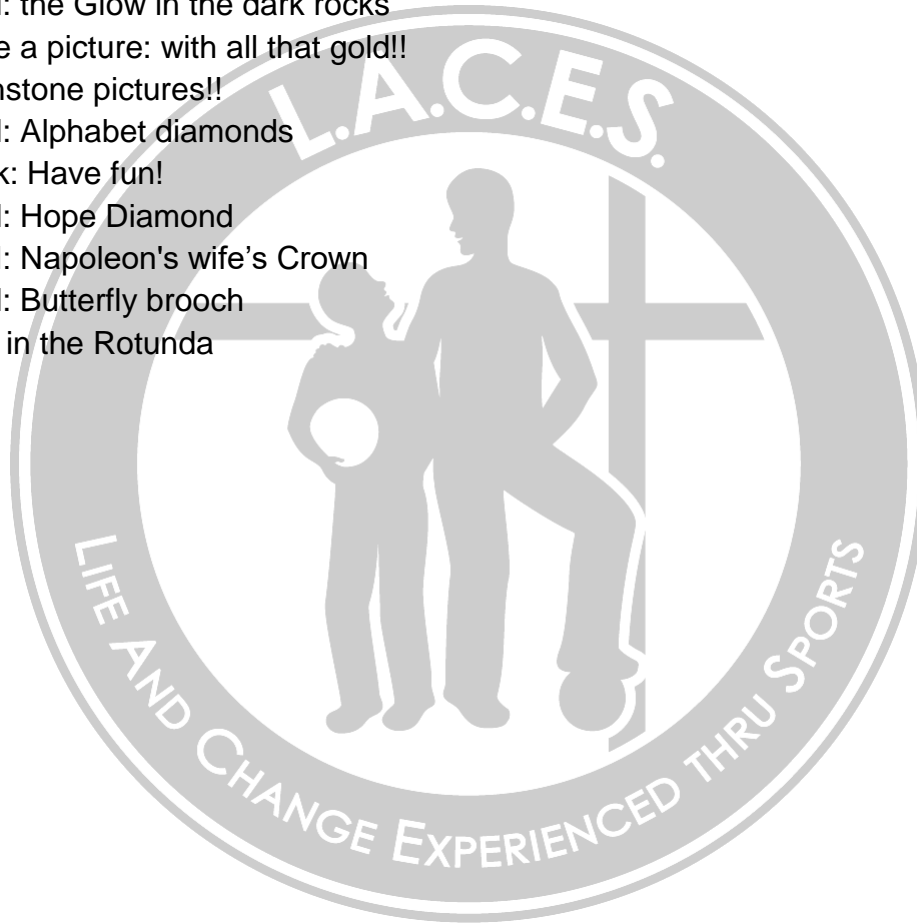 : the Glow in the dark rocks
e a picture: with all that gold!!
nstone pictures!!
d: Alphabet diamonds
k: Have fun!
d: Hope Diamond
d: Napoleon's wife’s Crown
d: Butterfly brooch
in the Rotunda
L.A.C.E.S.
LIFE AND CHANGE EXPERIENCED THRU SPORTS